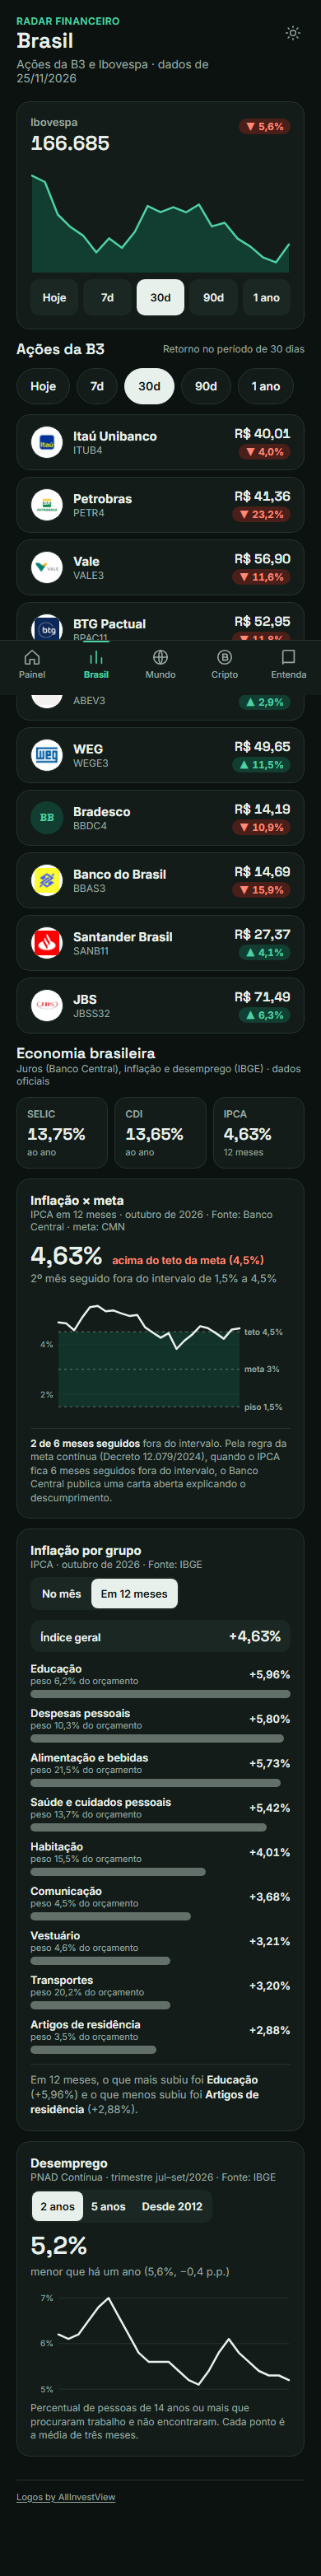 RADAR FINANCEIRO
Brasil
Ações da B3 e Ibovespa · dados de
25/11/2026
Ibovespa
▼ 5,6%
166.685
Hoje 7d 30d 90d 1 ano
Ações da B3
Retorno no período de 30 dias
Hoje 7d 30d 90d 1 ano
Itaú
Itaú Unibanco
ITUB4
R$ 40,01
▼ 4,0%
Petrobras
PETR4
R$ 41,36
▼ 23,2%
VALE
Vale
VALE3
R$ 56,90
▼ 11,6%
btg
BTG Pactual
BPAC11
R$ 52,95
▼ 11,8%
Painel Brasil Mundo Cripto Entenda
ABEV3
▲ 2,9%
weg
WEG
WEGE3
R$ 49,65
▲ 11,5%
BB
Bradesco
BBDC4
R$ 14,19
▼ 10,9%
Banco do Brasil
BBAS3
R$ 14,69
▼ 15,9%
Santander Brasil
SANB11
R$ 27,37
▲ 4,1%
JBS
JBS
JBSS32
R$ 71,49
▲ 6,3%
Economia brasileira
Juros (Banco Central), inflação e desemprego (IBGE) · dados
oficiais
SELIC
13,75%
ao ano
CDI
13,65%
ao ano
IPCA
4,63%
12 meses
Inflação × meta
IPCA em 12 meses · outubro de 2026 · Fonte: Banco
Central · meta: CMN
4,63% acima do teto da meta (4,5%)
2º mês seguido fora do intervalo de 1,5% a 4,5%
teto 4,5%
4%
meta 3%
2%
piso 1,5%
2 de 6 meses seguidos fora do intervalo. Pela regra da
meta contínua (Decreto 12.079/2024), quando o IPCA
fica 6 meses seguidos fora do intervalo, o Banco
Central publica uma carta aberta explicando o
descumprimento.
Inflação por grupo
IPCA · outubro de 2026 · Fonte: IBGE
No mês Em 12 meses
Índice geral +4,63%
Educação
peso 6,2% do orçamento
+5,96%
Despesas pessoais
peso 10,3% do orçamento
+5,80%
Alimentação e bebidas
peso 21,5% do orçamento
+5,73%
Saúde e cuidados pessoais
peso 13,7% do orçamento
+5,42%
Habitação
peso 15,5% do orçamento
+4,01%
Comunicação
peso 4,5% do orçamento
+3,68%
Vestuário
peso 4,6% do orçamento
+3,21%
Transportes
peso 20,2% do orçamento
+3,20%
Artigos de residência
peso 3,5% do orçamento
+2,88%
Em 12 meses, o que mais subiu foi Educação
(+5,96%) e o que menos subiu foi Artigos de
residência (+2,88%).
Desemprego
PNAD Contínua · trimestre jul–set/2026 · Fonte: IBGE
2 anos 5 anos Desde 2012
5,2%
menor que há um ano (5,6%, −0,4 p.p.)
7%
6%
5%
Percentual de pessoas de 14 anos ou mais que
procuraram trabalho e não encontraram. Cada ponto é
a média de três meses.
Logos by AllInvestView